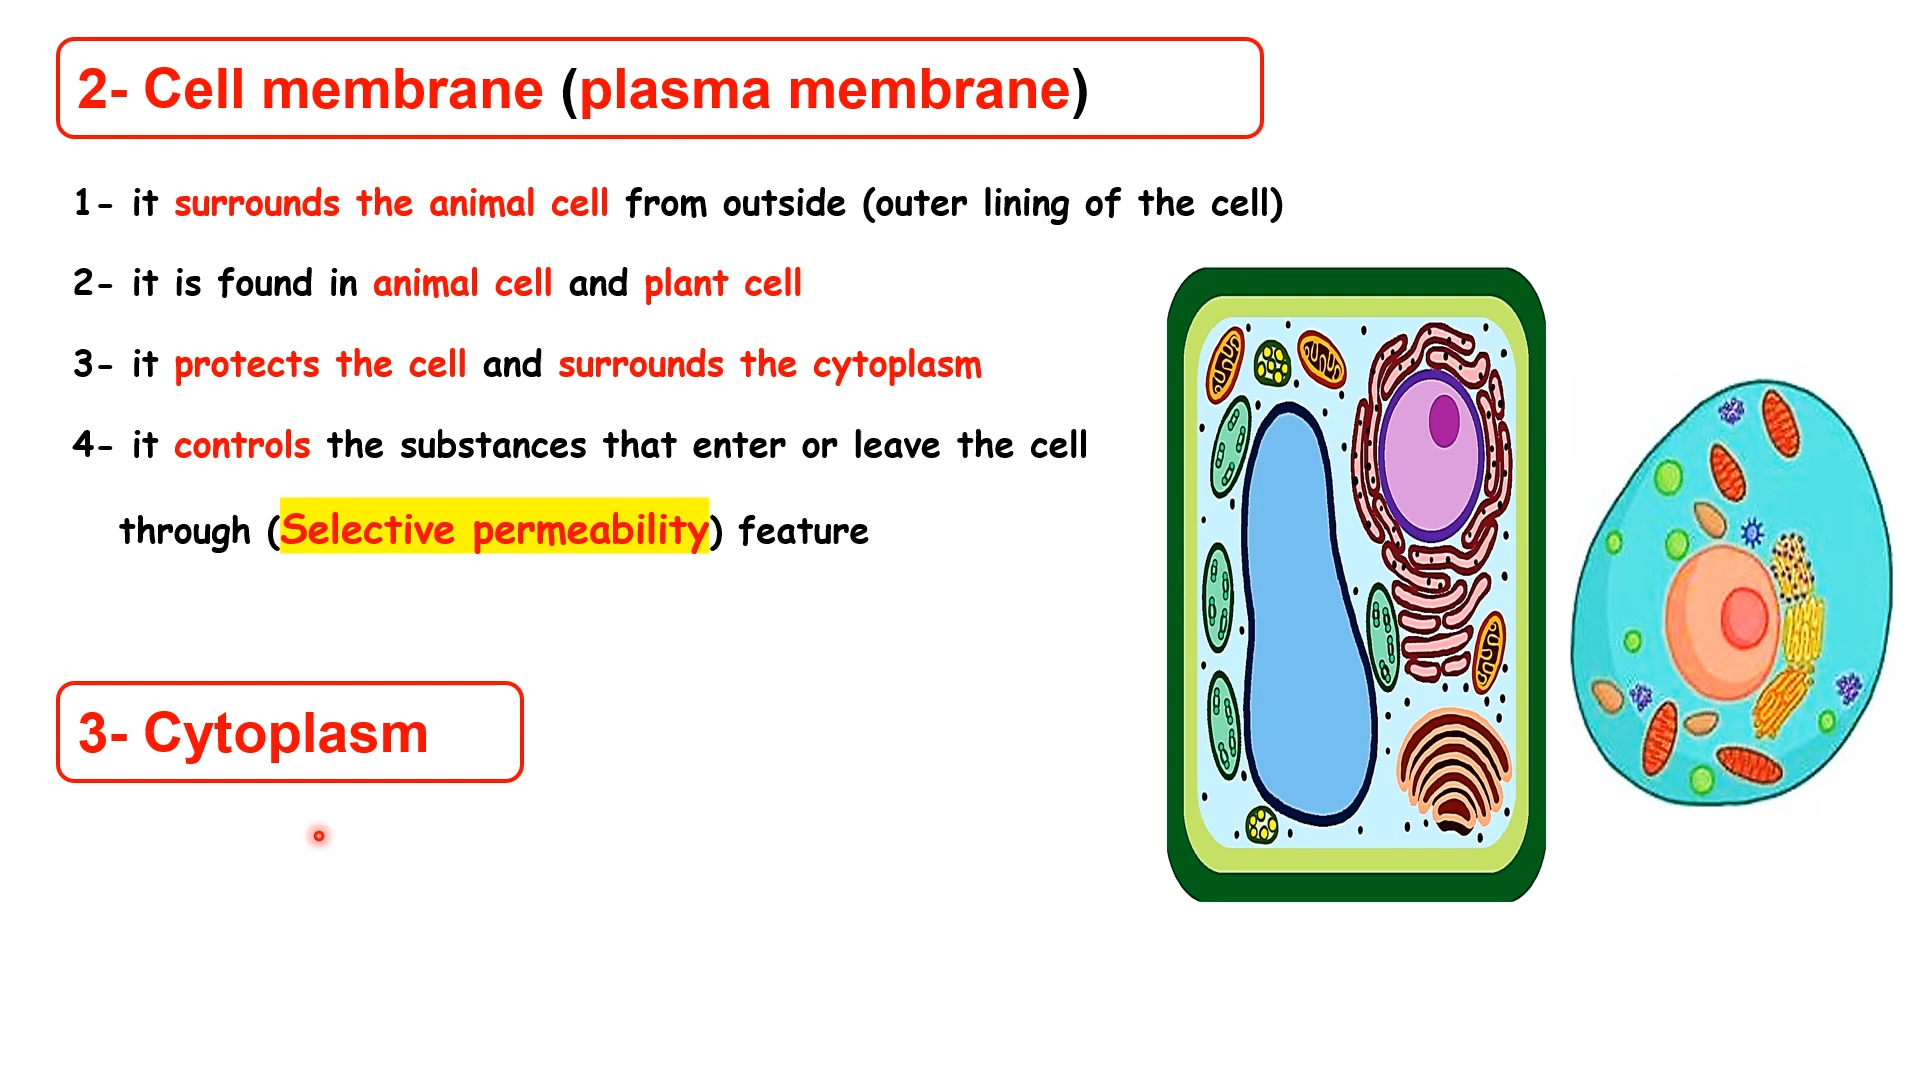 2- Cell membrane (plasma membrane)
1- it surrounds the animal cell from outside (outer lining of the cell)
2- it is found in animal cell and plant cell
3- it protects the cell and surrounds the cytoplasm
4- it controls the substances that enter or leave the cell
through (Selective permeability) feature
3- Cytoplasm